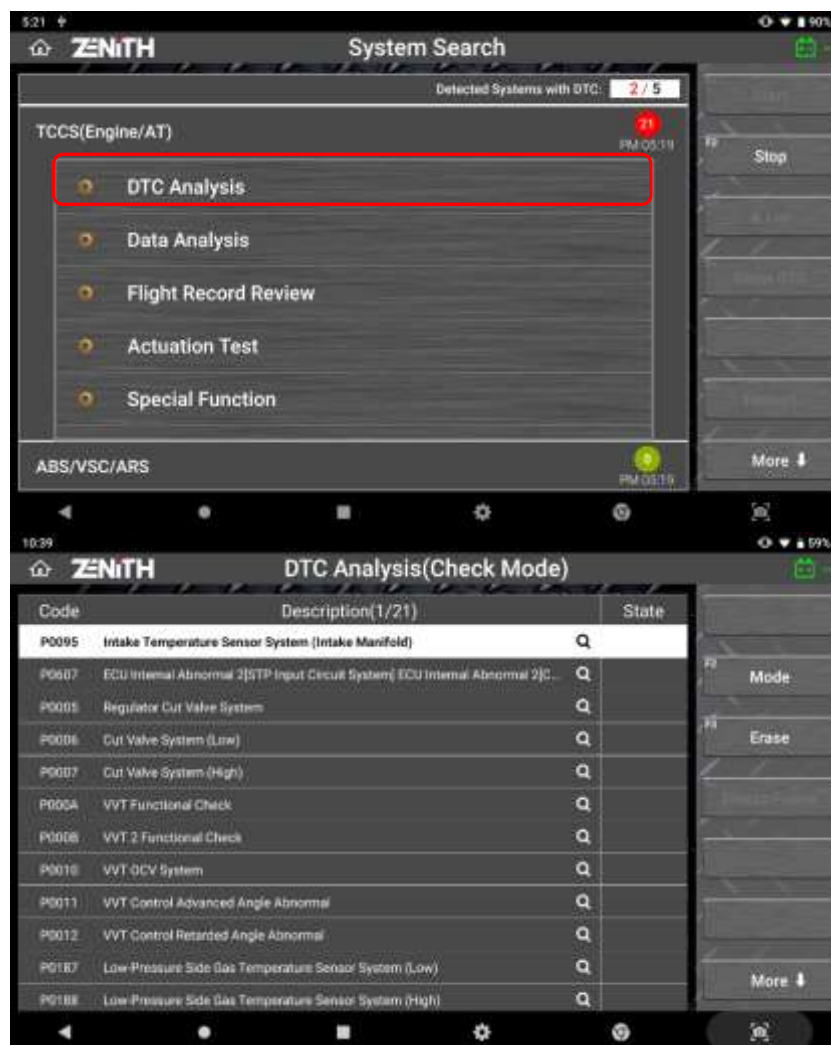 5:21 90%
ZENITH System Search
Detected Systems with DTC: 2 / 5
TCCS(Engine/AT) 21
PM 05:19
F2 Stop
DTC Analysis
Data Analysis
Flight Record Review
Actuation Test
Special Function
ABS/VSC/ARS 0
PM 05:19
More
10:39 59%
ZENITH DTC Analysis(Check Mode)
Code Description(1/21) State
P0095 Intake Temperature Sensor System (Intake Manifold)
P0607 ECU Internal Abnormal 2[STP Input Circuit System] ECU Internal Abnormal 2[C...
F2 Mode
P0005 Regulator Cut Valve System
P0006 Cut Valve System (Low)
Erase
P0007 Cut Valve System (High)
P000A VVT Functional Check
P000B VVT 2 Functional Check
P0010 VVT OCV System
P0011 VVT Control Advanced Angle Abnormal
P0012 VVT Control Retarded Angle Abnormal
P0187 Low-Pressure Side Gas Temperature Sensor System (Low)
P0188 Low-Pressure Side Gas Temperature Sensor System (High)
More